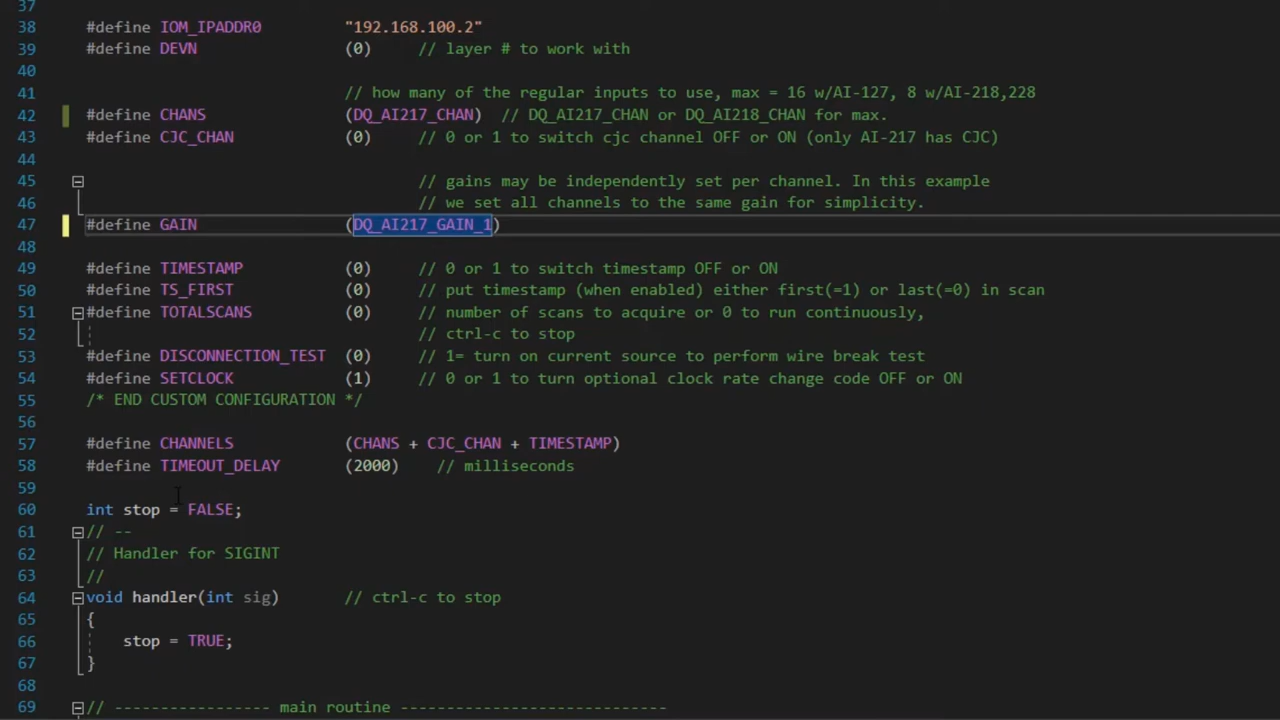 37
38 #define IOM_IPADDR0 "192.168.100.2"
39 #define DEVN (0) // layer # to work with
40
41 // how many of the regular inputs to use, max = 16 w/AI-127, 8 w/AI-218,228
42 #define CHANS (DQ_AI217_CHAN) // DQ_AI217_CHAN or DQ_AI218_CHAN for max.
43 #define CJC_CHAN (0) // 0 or 1 to switch cjc channel OFF or ON (only AI-217 has CJC)
44
45 // gains may be independently set per channel. In this example
46 // we set all channels to the same gain for simplicity.
47 #define GAIN (DQ_AI217_GAIN_1)
48
49 #define TIMESTAMP (0) // 0 or 1 to switch timestamp OFF or ON
50 #define TS_FIRST (0) // put timestamp (when enabled) either first(=1) or last(=0) in scan
51 #define TOTALSCANS (0) // number of scans to acquire or 0 to run continuously,
52 // ctrl-c to stop
53 #define DISCONNECTION_TEST (0) // 1= turn on current source to perform wire break test
54 #define SETCLOCK (1) // 0 or 1 to turn optional clock rate change code OFF or ON
55 /* END CUSTOM CONFIGURATION */
56
57 #define CHANNELS (CHANS + CJC_CHAN + TIMESTAMP)
58 #define TIMEOUT_DELAY (2000) // milliseconds
59
60 int stop = FALSE;
61 // --
62 // Handler for SIGINT
63 //
64 void handler(int sig) // ctrl-c to stop
65 {
66 stop = TRUE;
67 }
68
69 // ----------------- main routine -----------------------------